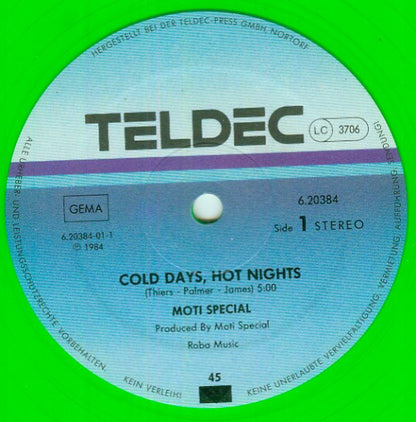 HERGESTELLT BEI DER TELDEC-PRESS GMBH, NORTORF
TELDEC
LC 3706
GEMA
6.20384
6.20384-01-1
℗ 1984
Side 1 STEREO
COLD DAYS, HOT NIGHTS
(Thiers - Palmer - James) 5:00
MOTI SPECIAL
Produced By Moti Special
Roba Music
45
ALLE URHEBER- UND LEISTUNGSSCHUTZRECHTE VORBEHALTEN.
KEIN VERLEIH!
KEINE UNERLAUBTE VERVIELFÄLTIGUNG, VERMIETUNG, AUFFÜHRUNG, SENDUNG!